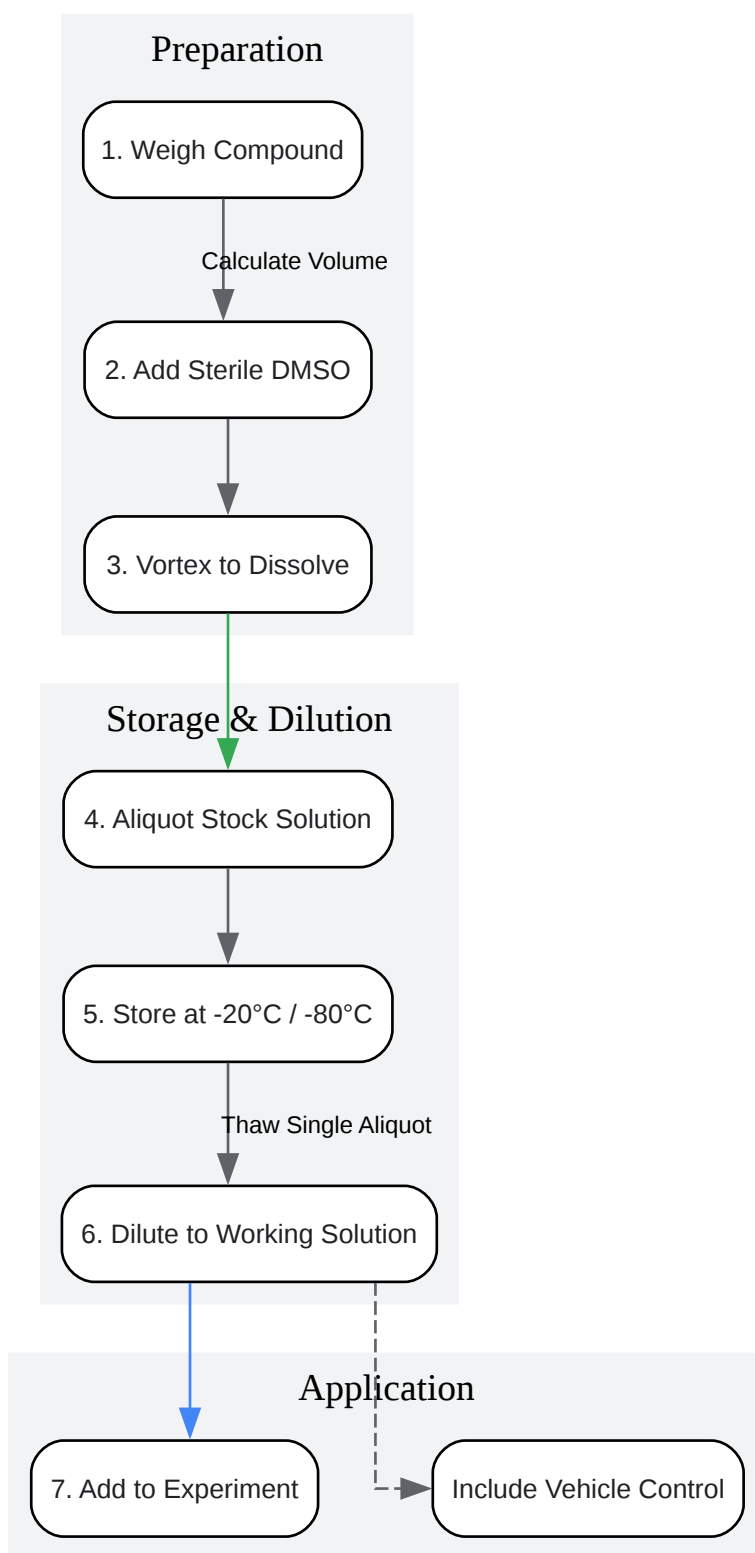 Preparation
1. Weigh Compound
Calculate Volume
2. Add Sterile DMSO
3. Vortex to Dissolve
Storage & Dilution
4. Aliquot Stock Solution
5. Store at -20°C / -80°C
Thaw Single Aliquot
6. Dilute to Working Solution
Application
7. Add to Experiment
Include Vehicle Control